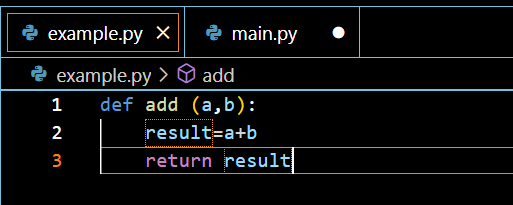 example.py ×
main.py ●
example.py > add
1 def add (a,b):
2     result=a+b
3     return result